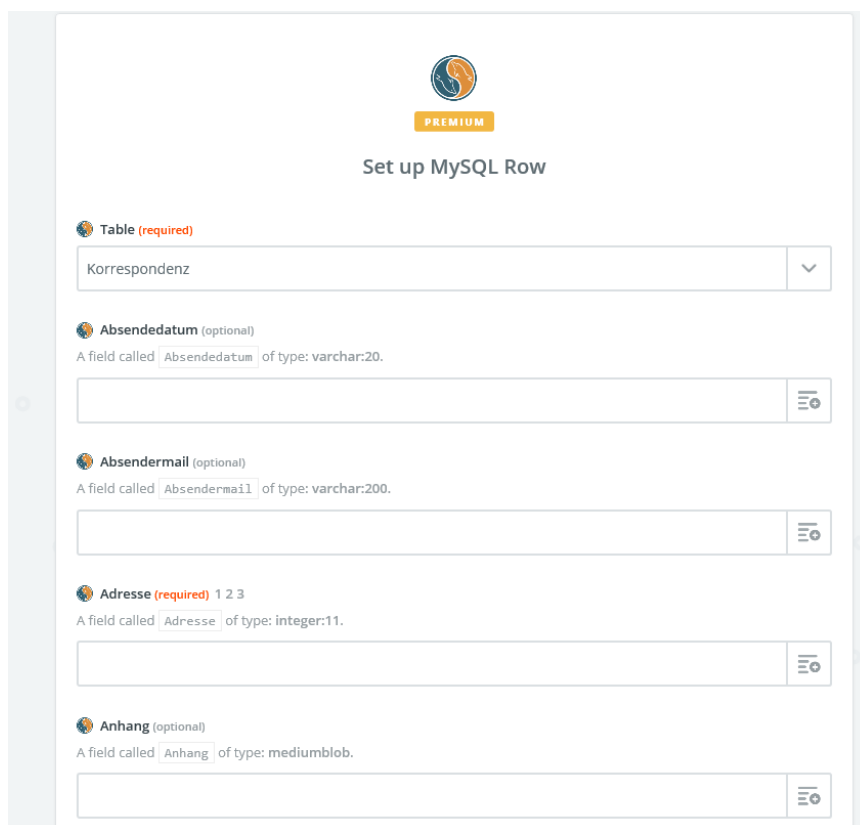 PREMIUM
Set up MySQL Row
Table (required)
Korrespondenz
Absendedatum (optional)
A field called Absendedatum of type: varchar:20.
Absendermail (optional)
A field called Absendermail of type: varchar:200.
Adresse (required) 1 2 3
A field called Adresse of type: integer:11.
Anhang (optional)
A field called Anhang of type: mediumblob.